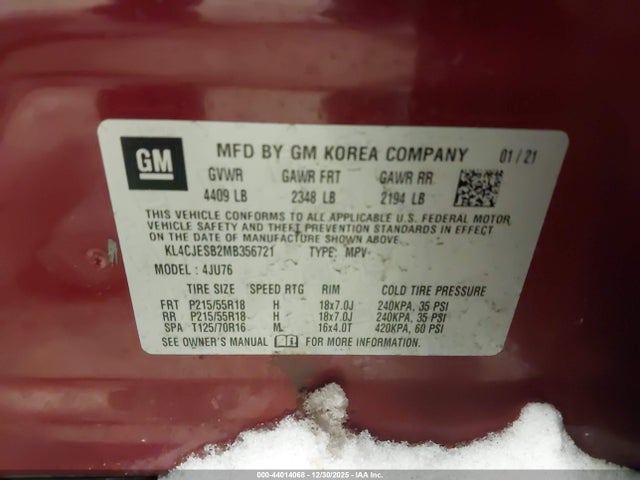 GM
MFD BY GM KOREA COMPANY 01/21
GVWR GAWR FRT GAWR RR
4409 LB 2348 LB 2194 LB
THIS VEHICLE CONFORMS TO ALL APPLICABLE U.S. FEDERAL MOTOR
VEHICLE SAFETY AND THEFT PREVENTION STANDARDS IN EFFECT
ON THE DATE OF MANUFACTURE SHOWN ABOVE.
KL4CJESB2MB356721 TYPE: MPV
MODEL: 4JU76
TIRE SIZE SPEED RTG RIM COLD TIRE PRESSURE
FRT P215/55R18 H 18x7.0J 240KPA, 35 PSI
RR P215/55R18 H 18x7.0J 240KPA, 35 PSI
SPA T125/70R16 M 16x4.0T 420KPA, 60 PSI
SEE OWNER'S MANUAL FOR MORE INFORMATION.
000-44014068 - 12/30/2025 - IAA Inc.